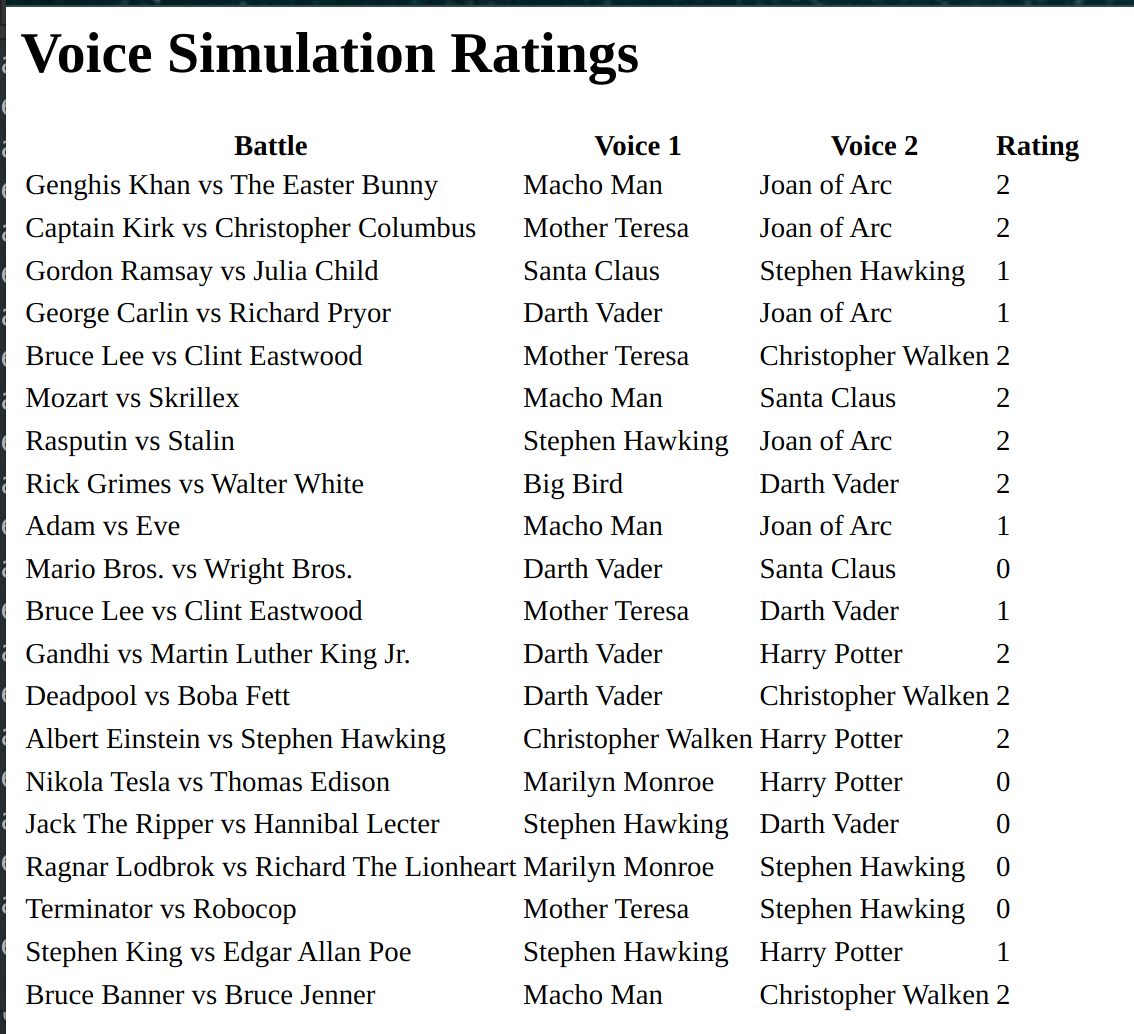 Voice Simulation Ratings
Battle Voice 1 Voice 2 Rating
Genghis Khan vs The Easter Bunny Macho Man Joan of Arc 2
Captain Kirk vs Christopher Columbus Mother Teresa Joan of Arc 2
Gordon Ramsay vs Julia Child Santa Claus Stephen Hawking 1
George Carlin vs Richard Pryor Darth Vader Joan of Arc 1
Bruce Lee vs Clint Eastwood Mother Teresa Christopher Walken 2
Mozart vs Skrillex Macho Man Santa Claus 2
Rasputin vs Stalin Stephen Hawking Joan of Arc 2
Rick Grimes vs Walter White Big Bird Darth Vader 2
Adam vs Eve Macho Man Joan of Arc 1
Mario Bros. vs Wright Bros. Darth Vader Santa Claus 0
Bruce Lee vs Clint Eastwood Mother Teresa Darth Vader 1
Gandhi vs Martin Luther King Jr. Darth Vader Harry Potter 2
Deadpool vs Boba Fett Darth Vader Christopher Walken 2
Albert Einstein vs Stephen Hawking Christopher Walken Harry Potter 2
Nikola Tesla vs Thomas Edison Marilyn Monroe Harry Potter 0
Jack The Ripper vs Hannibal Lecter Stephen Hawking Darth Vader 0
Ragnar Lodbrok vs Richard The Lionheart Marilyn Monroe Stephen Hawking 0
Terminator vs Robocop Mother Teresa Stephen Hawking 0
Stephen King vs Edgar Allan Poe Stephen Hawking Harry Potter 1
Bruce Banner vs Bruce Jenner Macho Man Christopher Walken 2